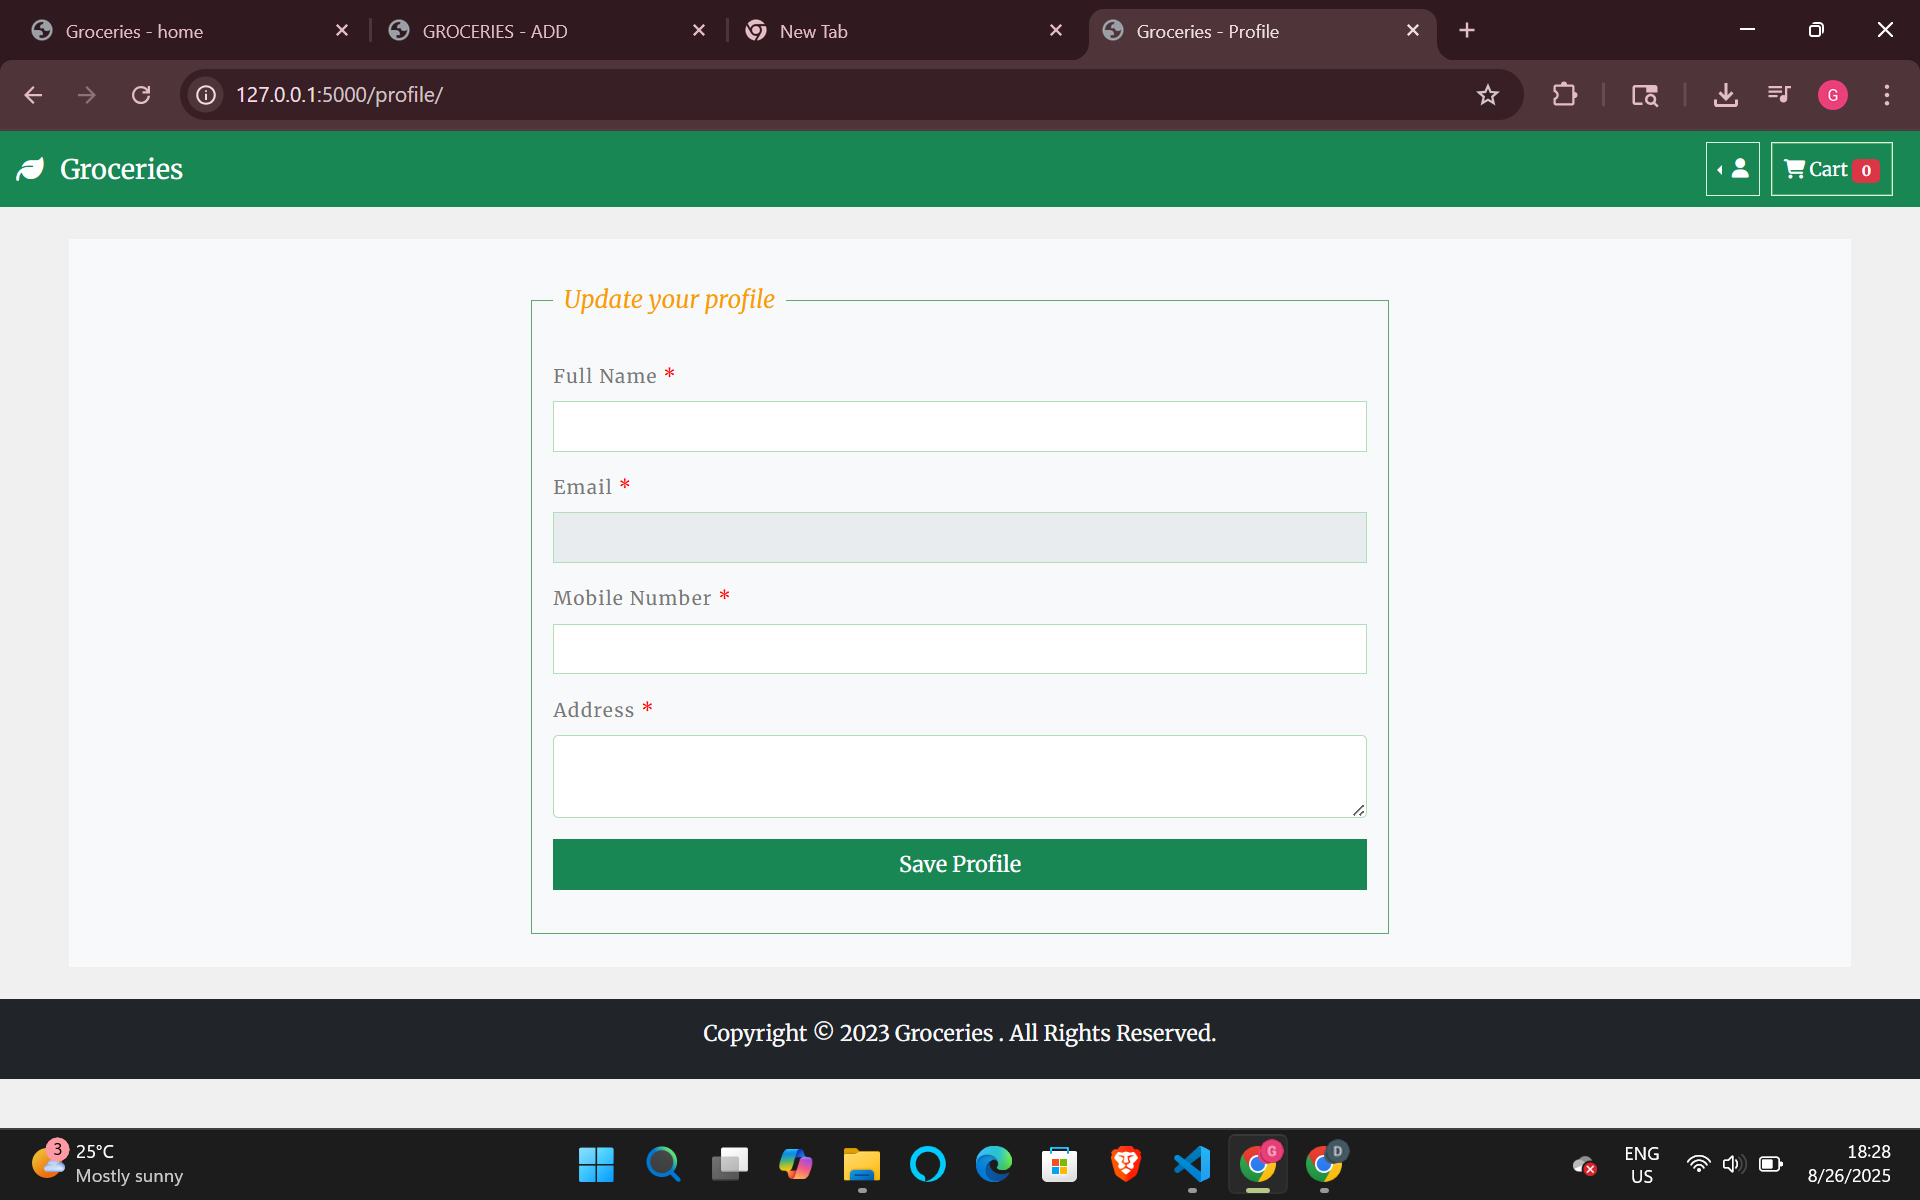 Groceries - home
GROCERIES - ADD
New Tab
Groceries - Profile
127.0.0.1:5000/profile/
G
Groceries
Cart 0
Update your profile
Full Name *
Email *
Mobile Number *
Address *
Save Profile
Copyright © 2023 Groceries . All Rights Reserved.
3
25°C
Mostly sunny
G
D
ENG
US
18:28
8/26/2025